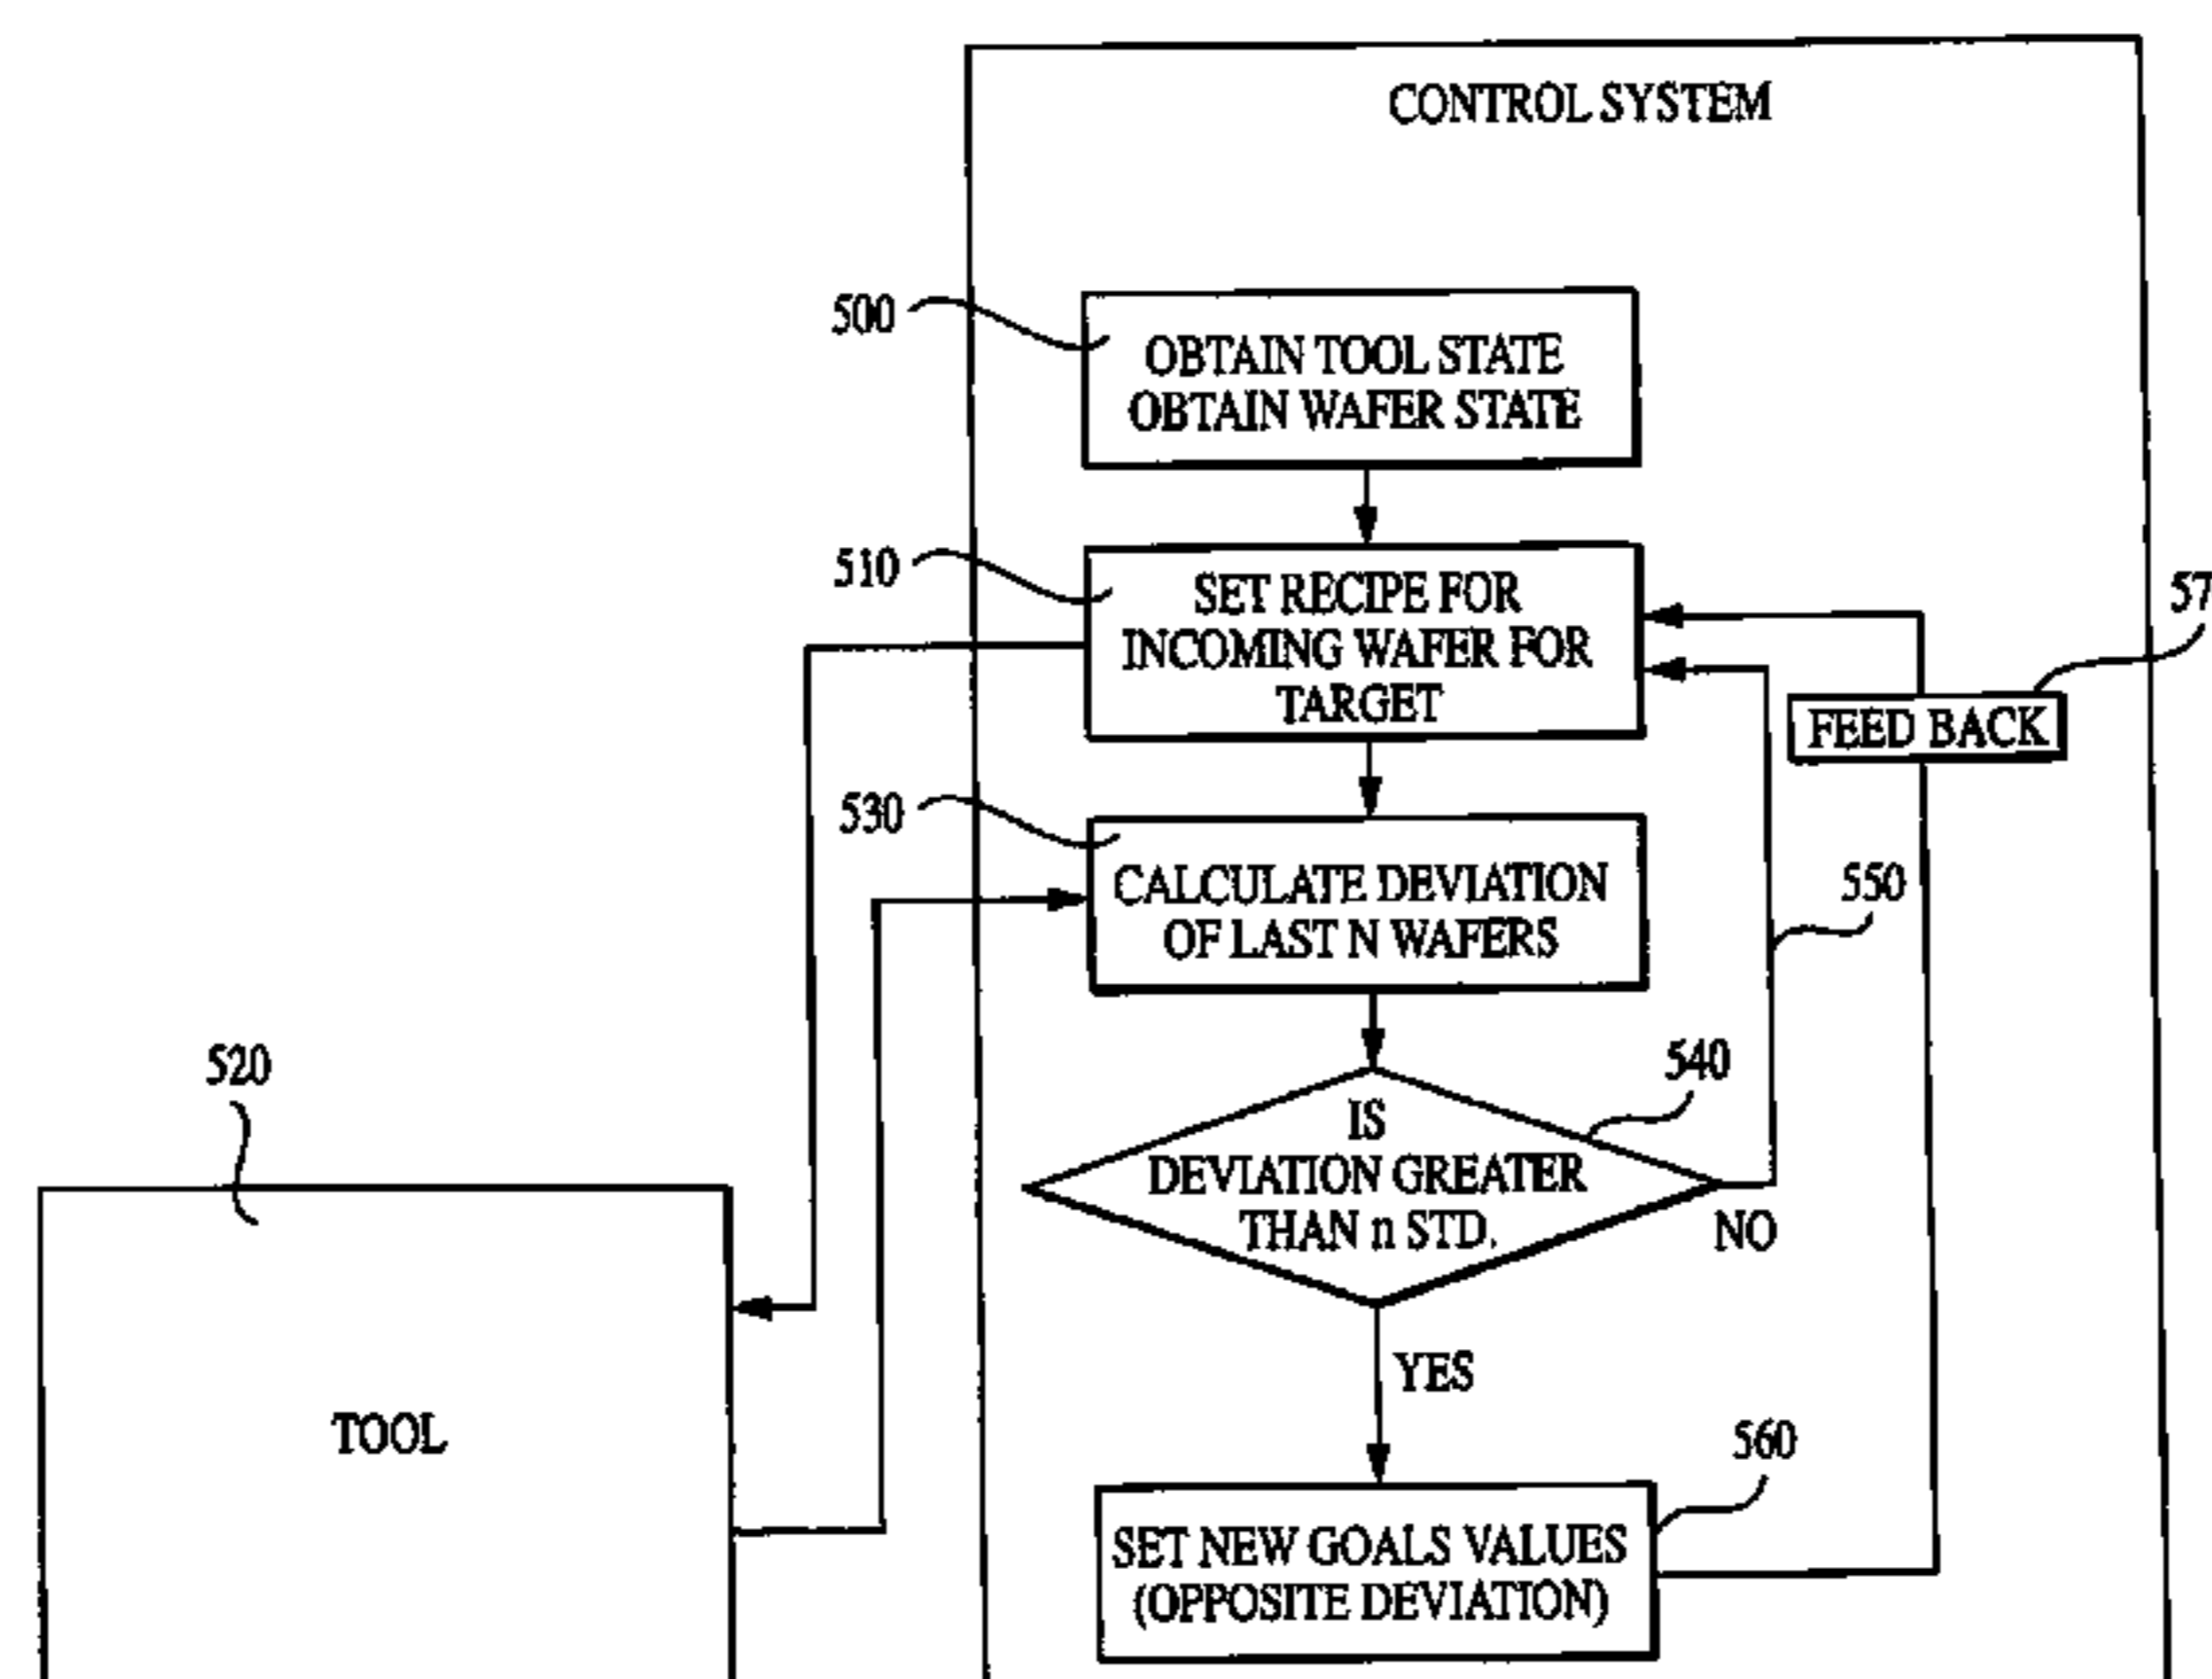 CONTROL SYSTEM
500
OBTAIN TOOL STATE
OBTAIN WAFER STATE
510
SET RECIPE FOR
INCOMING WAFER FOR
TARGET
57
FEED BACK
530
CALCULATE DEVIATION
OF LAST N WAFERS
550
520
540
IS
DEVIATION GREATER
THAN n STD.
NO
YES
TOOL
560
SET NEW GOALS VALUES
(OPPOSITE DEVIATION)